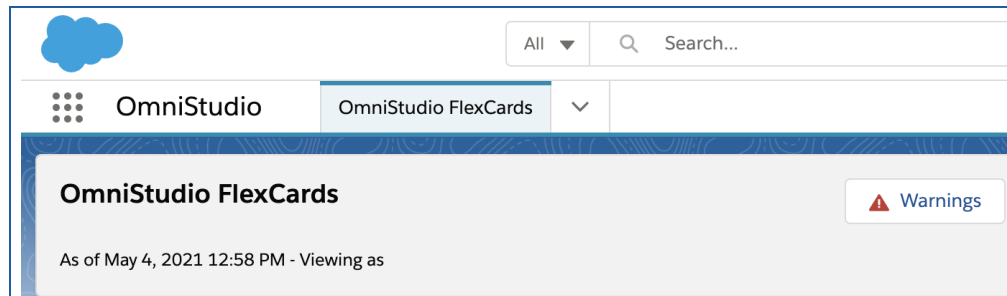 All
Search...
OmniStudio
OmniStudio FlexCards
OmniStudio FlexCards
Warnings
As of May 4, 2021 12:58 PM - Viewing as